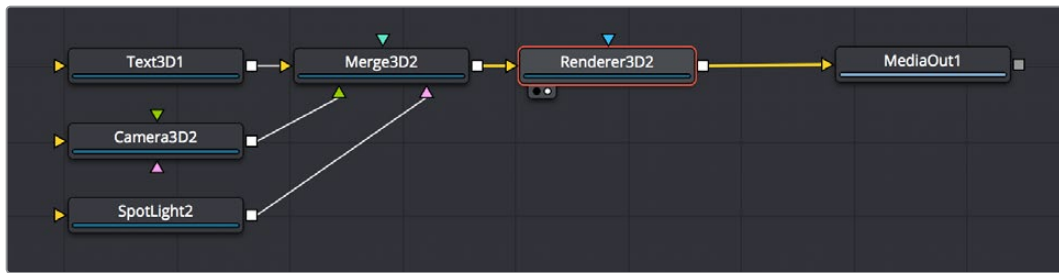 Text3D1
Merge3D2
Renderer3D2
MediaOut1
Camera3D2
SpotLight2